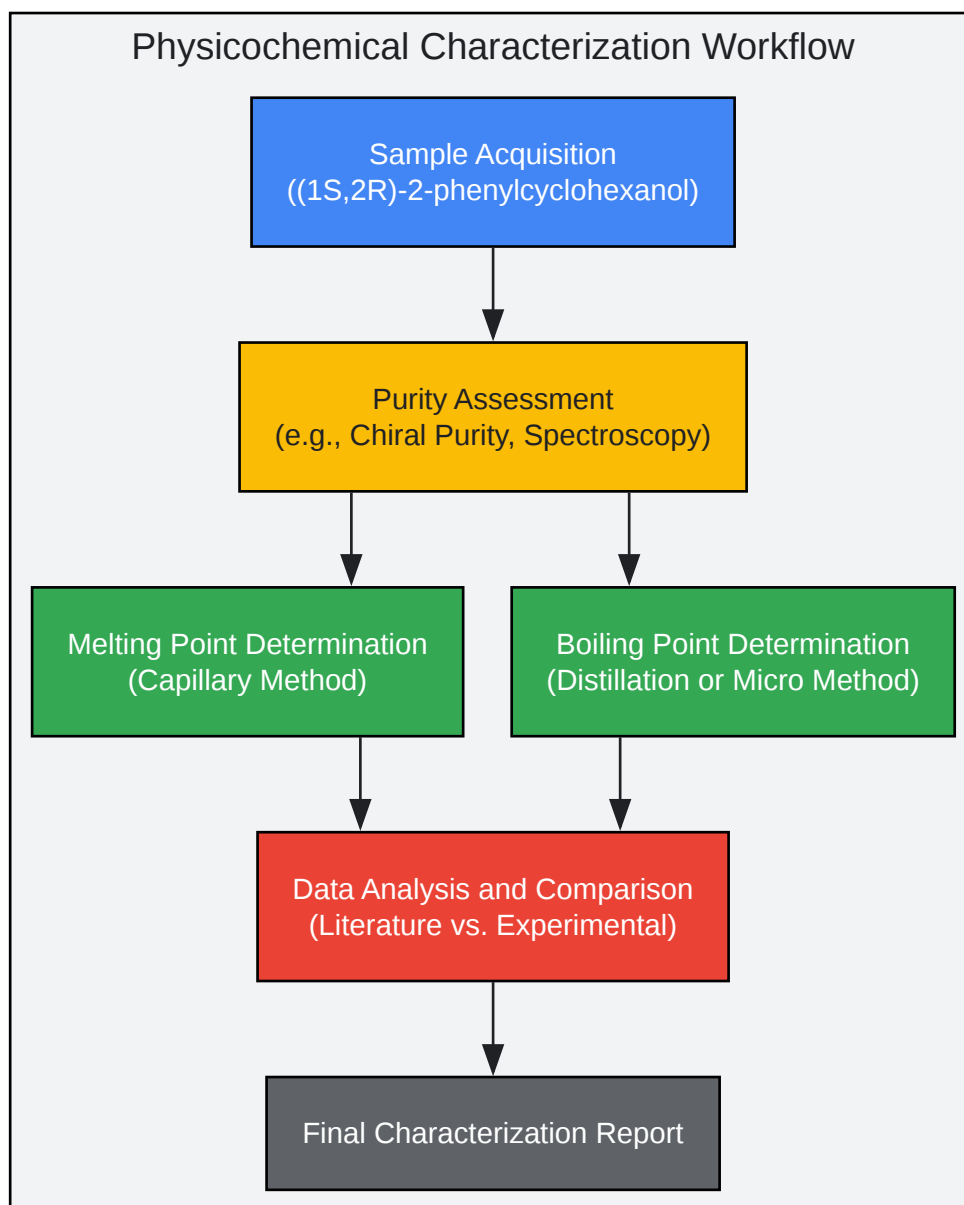 Physicochemical Characterization Workflow
Sample Acquisition
((1S,2R)-2-phenylcyclohexanol)
Purity Assessment
(e.g., Chiral Purity, Spectroscopy)
Melting Point Determination
(Capillary Method)
Boiling Point Determination
(Distillation or Micro Method)
Data Analysis and Comparison
(Literature vs. Experimental)
Final Characterization Report